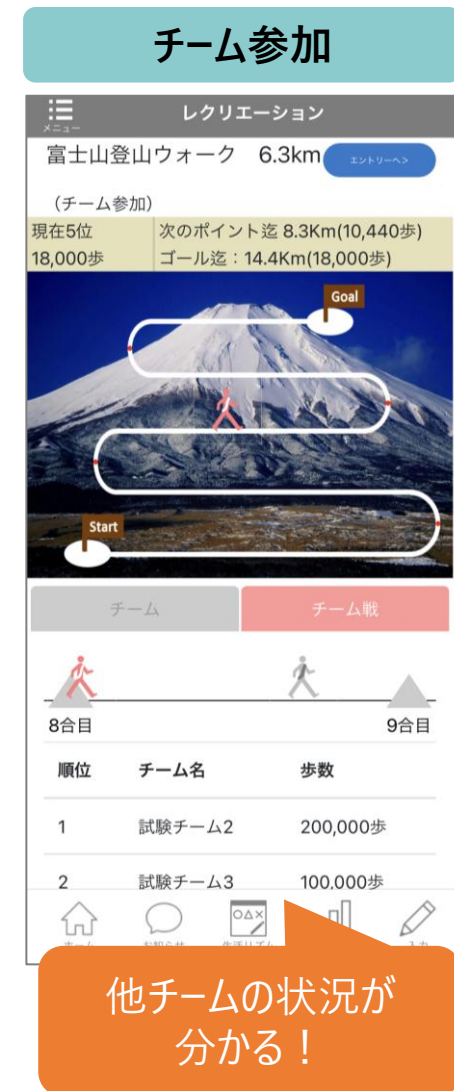 チーム参加
レクリエーション
メニュー
富士山登山ウォーク 6.3km エントリーへ>
（チーム参加）
現在5位 次のポイント迄 8.3Km(10,440歩)
18,000歩 ゴール迄：14.4Km(18,000歩)
Goal
Start
チーム チーム戦
8合目 9合目
順位 チーム名 歩数
1 試験チーム2 200,000歩
2 試験チーム3 100.000歩
他チームの状況が
分かる！